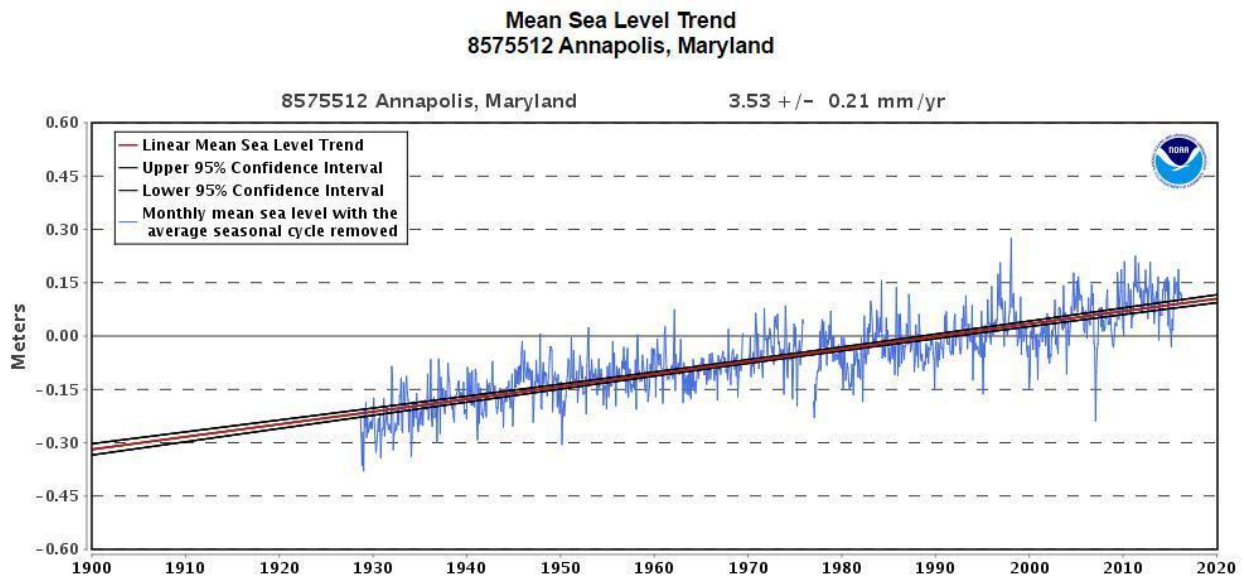 Mean Sea Level Trend
8575512 Annapolis, Maryland
8575512 Annapolis, Maryland 3.53 +/- 0.21 mm/yr
0.60
0.45
0.30
0.15
0.00
-0.15
-0.30
-0.45
-0.60
Meters
Linear Mean Sea Level Trend
Upper 95% Confidence Interval
Lower 95% Confidence Interval
Monthly mean sea level with the
average seasonal cycle removed
NOAA
1900 1910 1920 1930 1940 1950 1960 1970 1980 1990 2000 2010 2020